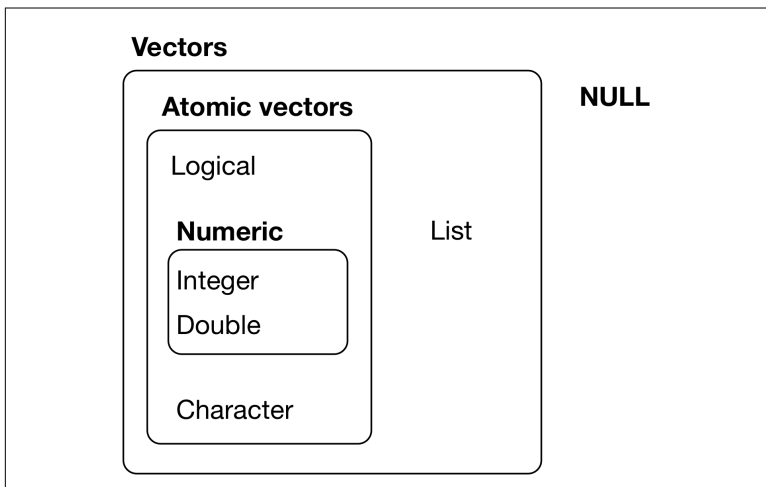 Vectors
NULL
Atomic vectors
Logical
Numeric
List
Integer
Double
Character